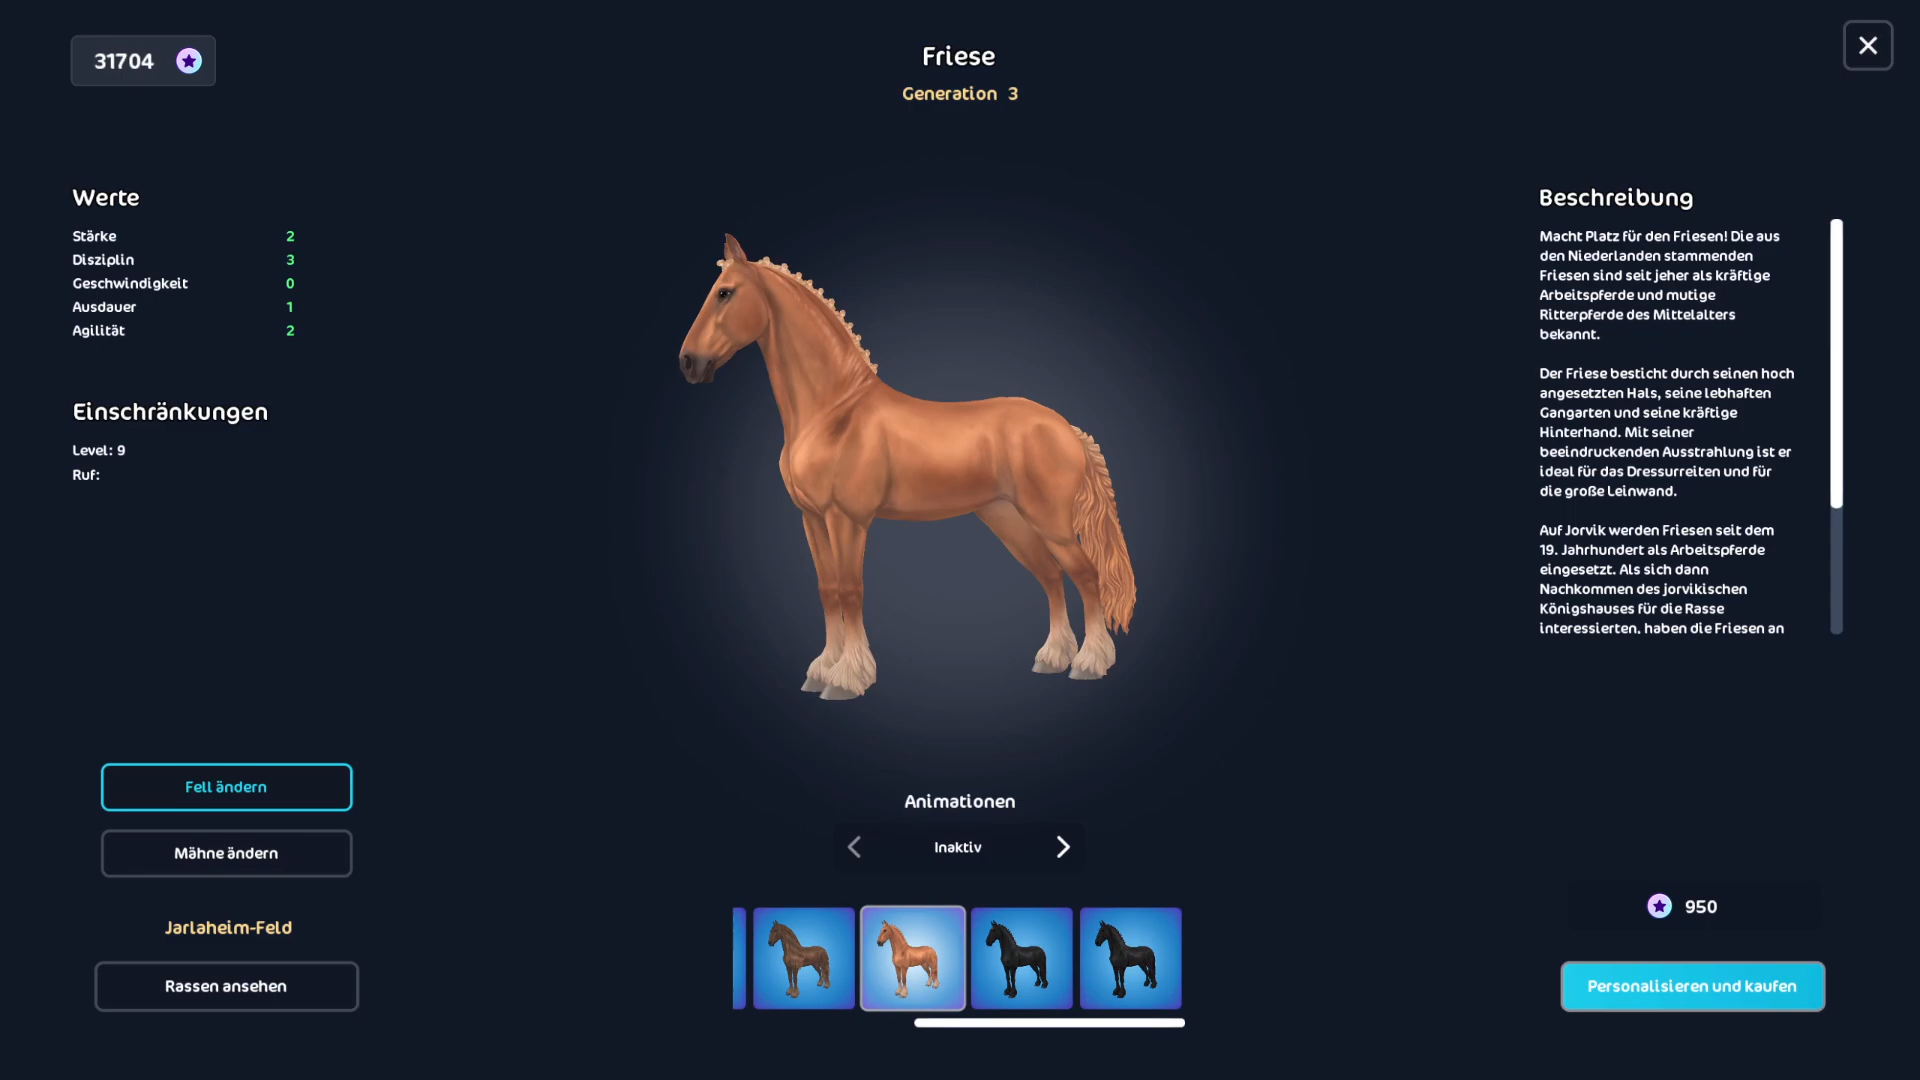 31704
Friese
Generation 3
Werte
Stärke 2
Disziplin 3
Geschwindigkeit 0
Ausdauer 1
Agilität 2
Einschränkungen
Level: 9
Ruf:
Beschreibung
Macht Platz für den Friesen! Die aus
den Niederlanden stammenden
Friesen sind seit jeher als kräftige
Arbeitspferde und mutige
Ritterpferde des Mittelalters
bekannt.
Der Friese besticht durch seinen hoch
angesetzten Hals, seine lebhaften
Gangarten und seine kräftige
Hinterhand. Mit seiner
beeindruckenden Ausstrahlung ist er
ideal für das Dressurreiten und für
die große Leinwand.
Auf Jorvik werden Friesen seit dem
19. Jahrhundert als Arbeitspferde
eingesetzt. Als sich dann
Nachkommen des jorvikischen
Königshauses für die Rasse
interessierten, haben die Friesen an
Fell ändern
Mähne ändern
Jarlaheim-Feld
Rassen ansehen
Animationen
Inaktiv
950
Personalisieren und kaufen